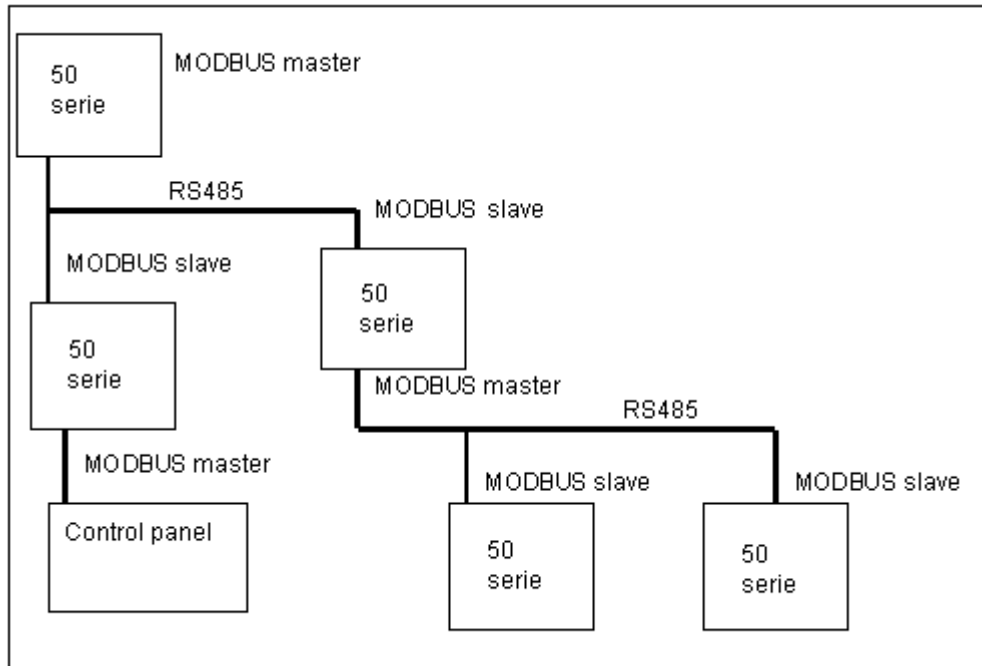 50
serie
MODBUS master
RS485
MODBUS slave
MODBUS slave
50
serie
50
serie
MODBUS master
RS485
MODBUS master
MODBUS slave
MODBUS slave
Control panel
50
serie
50
serie